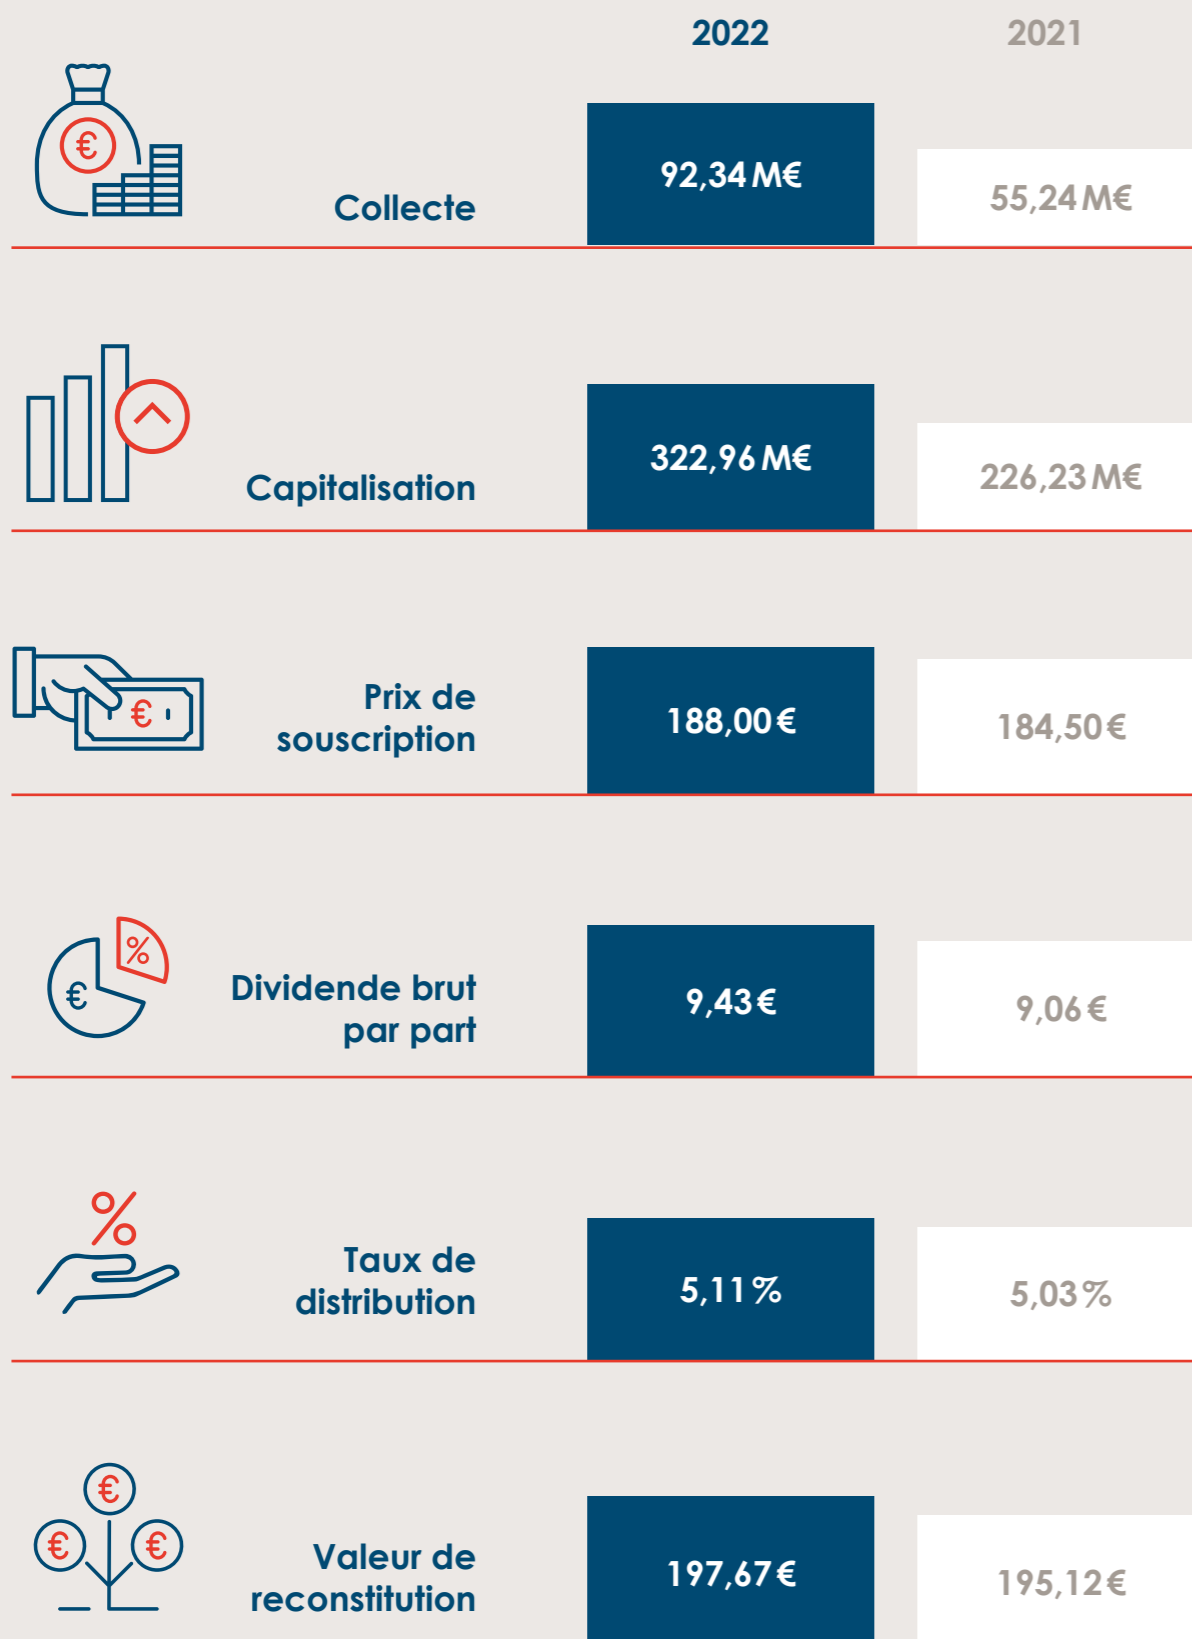 2022 2021
€
Collecte 92,34 M€ 55,24 M€
Capitalisation 322,96 M€ 226,23 M€
€
Prix de
souscription 188,00 € 184,50 €
% €
Dividende brut
par part 9,43 € 9,06 €
%
Taux de
distribution 5,11 % 5,03 %
€
€ €
Valeur de
reconstitution 197,67 € 195,12 €